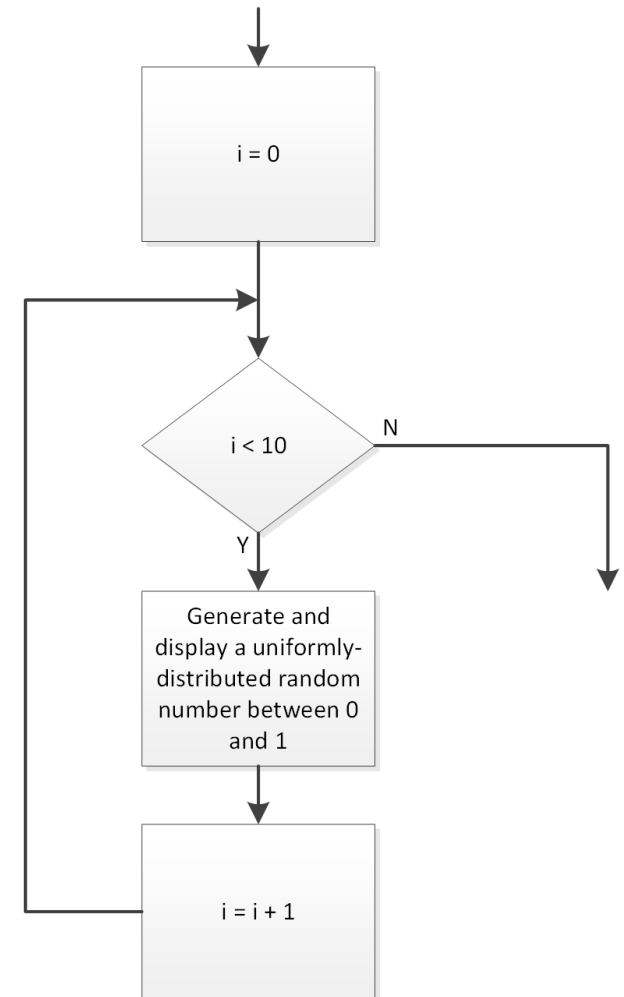 i = 0
i < 10
N
Y
Generate and
display a uniformly-
distributed random
number between 0
and 1
i = i + 1